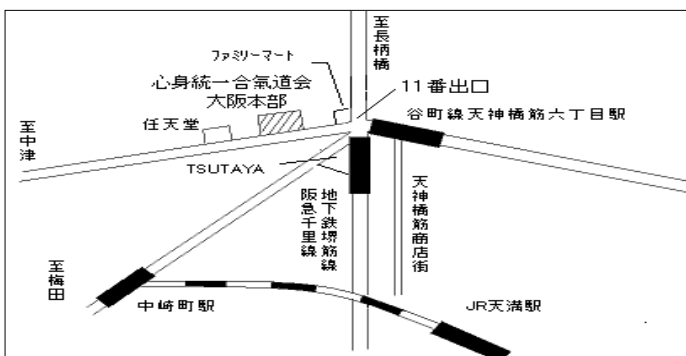 至長柄橋
ファミリーマート
心身統一合氣道会
大阪本部
11番出口
谷町線天神橋筋六丁目駅
任天堂
至中津
TSUTAYA
地下鉄堺筋線
阪急千里線
天神橋筋商店街
至梅田
中崎町駅
JR天満駅